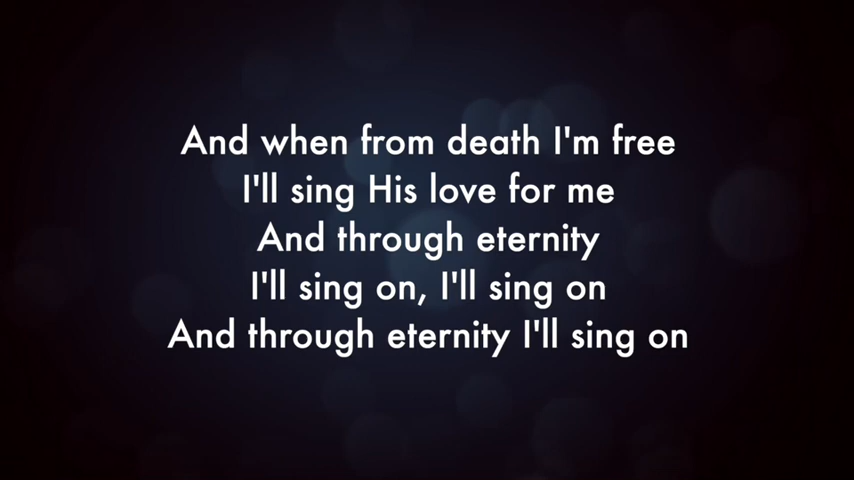 And when from death I'm free
I'll sing His love for me
And through eternity
I'll sing on, I'll sing on
And through eternity I'll sing on